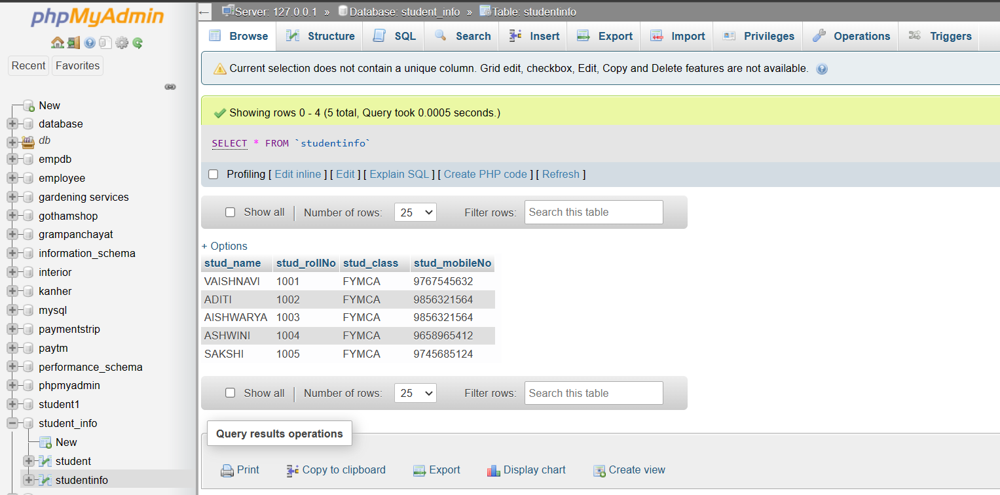 phpMyAdmin
Recent Favorites
New
database
db
empdb
employee
gardening services
gothamshop
grampanchayat
information_schema
interior
kanher
mysql
paymentstrip
paytm
performance_schema
phpmyadmin
student1
student_info
New
student
studentinfo
Server: 127.0.0.1 » Database: student_info » Table: studentinfo
Browse Structure SQL Search Insert Export Import Privileges Operations Triggers
Current selection does not contain a unique column. Grid edit, checkbox, Edit, Copy and Delete features are not available.
Showing rows 0 - 4 (5 total, Query took 0.0005 seconds.)
SELECT * FROM `studentinfo`
Profiling [ Edit inline ] [ Edit ] [ Explain SQL ] [ Create PHP code ] [ Refresh ]
Show all | Number of rows: 25 Filter rows: Search this table
+ Options
stud_name stud_rollNo stud_class stud_mobileNo
VAISHNAVI 1001 FYMCA 9767545632
ADITI 1002 FYMCA 9856321564
AISHWARYA 1003 FYMCA 9856321564
ASHWINI 1004 FYMCA 9658965412
SAKSHI 1005 FYMCA 9745685124
Show all | Number of rows: 25 Filter rows: Search this table
Query results operations
Print Copy to clipboard Export Display chart Create view